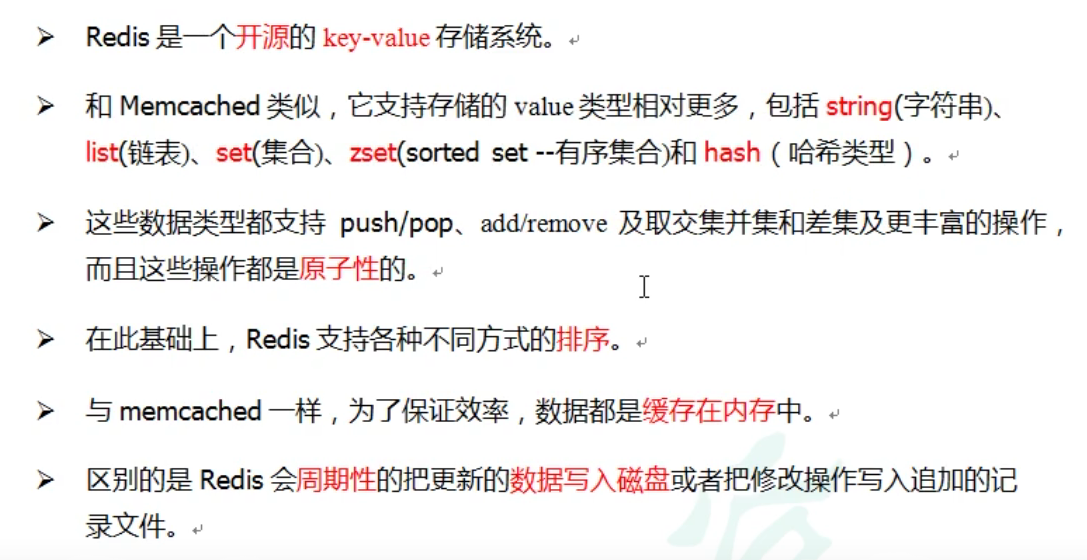 ➢ Redis 是一个开源的 key-value 存储系统。
➢ 和 Memcached 类似，它支持存储的 value 类型相对更多，包括 string(字符串)、
list(链表)、set(集合)、zset(sorted set --有序集合)和 hash（哈希类型）。
➢ 这些数据类型都支持 push/pop、add/remove 及取交集并集和差集及更丰富的操作，
而且这些操作都是原子性的。
➢ 在此基础上，Redis 支持各种不同方式的排序。
➢ 与 memcached 一样，为了保证效率，数据都是缓存在内存中。
➢ 区别的是 Redis 会周期性的把更新的数据写入磁盘或者把修改操作写入追加的记
录文件。